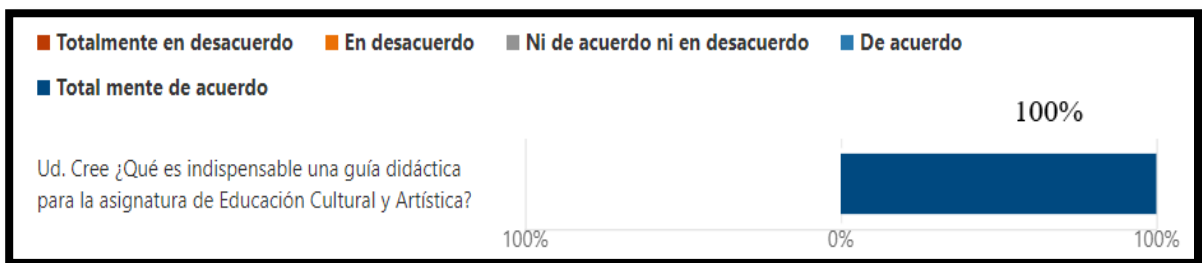 Totalmente en desacuerdo En desacuerdo Ni de acuerdo ni en desacuerdo De acuerdo
Total mente de acuerdo
100%
Ud. Cree ¿Qué es indispensable una guía didáctica
para la asignatura de Educación Cultural y Artística?
100% 0% 100%